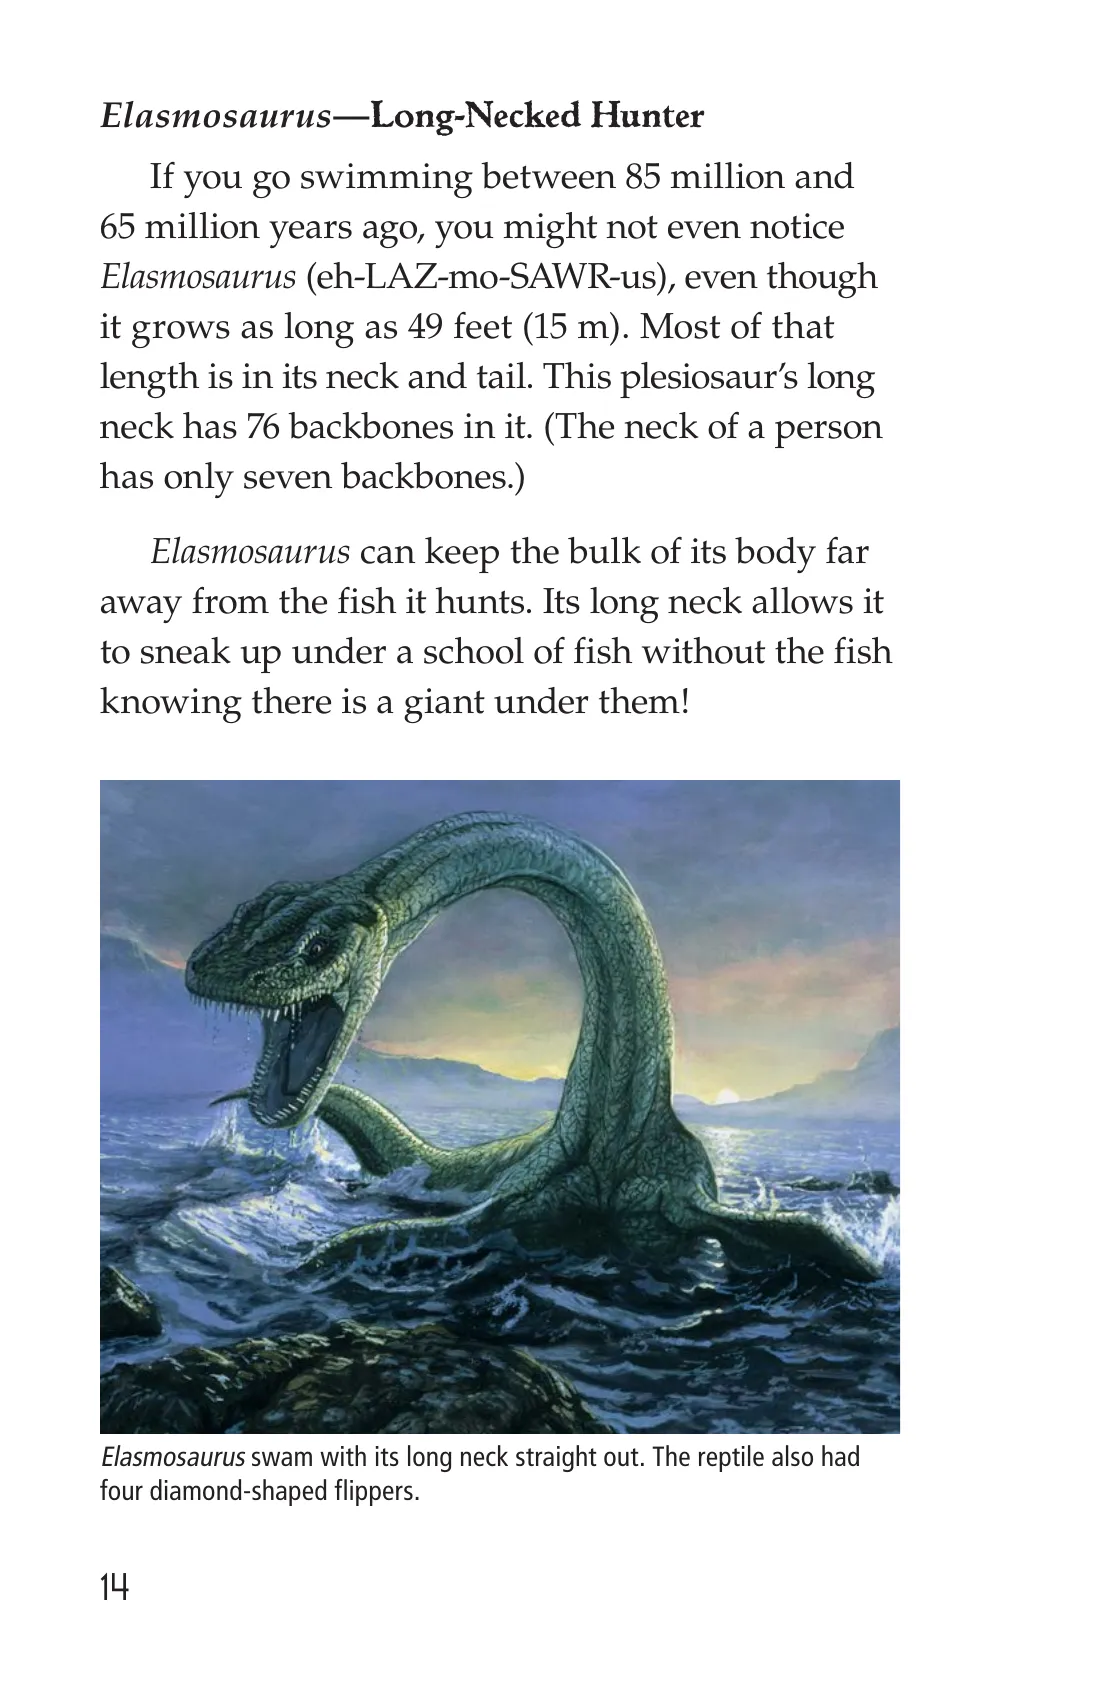 Elasmosaurus—Long-Necked Hunter
If you go swimming between 85 million and
65 million years ago, you might not even notice
Elasmosaurus (eh-LAZ-mo-SAWR-us), even though
it grows as long as 49 feet (15 m). Most of that
length is in its neck and tail. This plesiosaur’s long
neck has 76 backbones in it. (The neck of a person
has only seven backbones.)
Elasmosaurus can keep the bulk of its body far
away from the fish it hunts. Its long neck allows it
to sneak up under a school of fish without the fish
knowing there is a giant under them!
Elasmosaurus swam with its long neck straight out. The reptile also had
four diamond-shaped flippers.
14